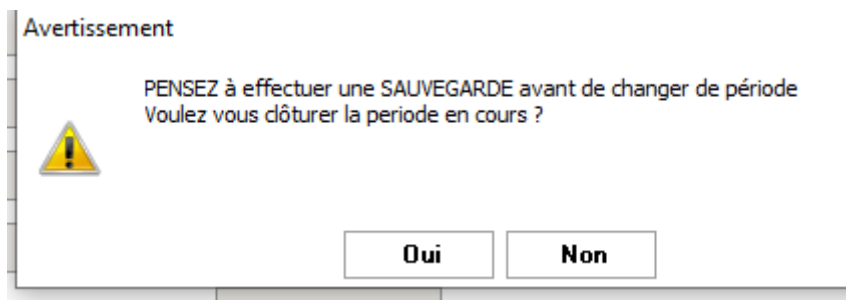 Avertissement
PENSEZ à effectuer une SAUVEGARDE avant de changer de période
Voulez vous clôturer la periode en cours ?
Oui
Non